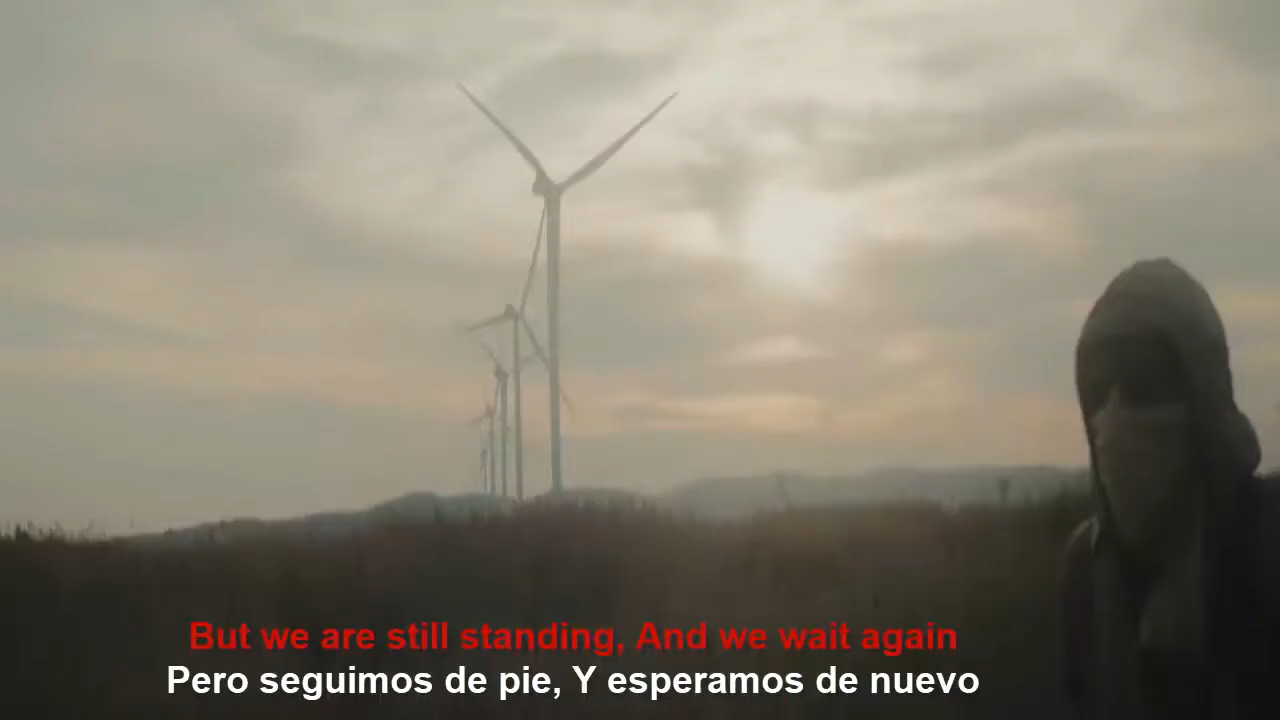 But we are still standing, And we wait again
Pero seguimos de pie, Y esperamos de nuevo